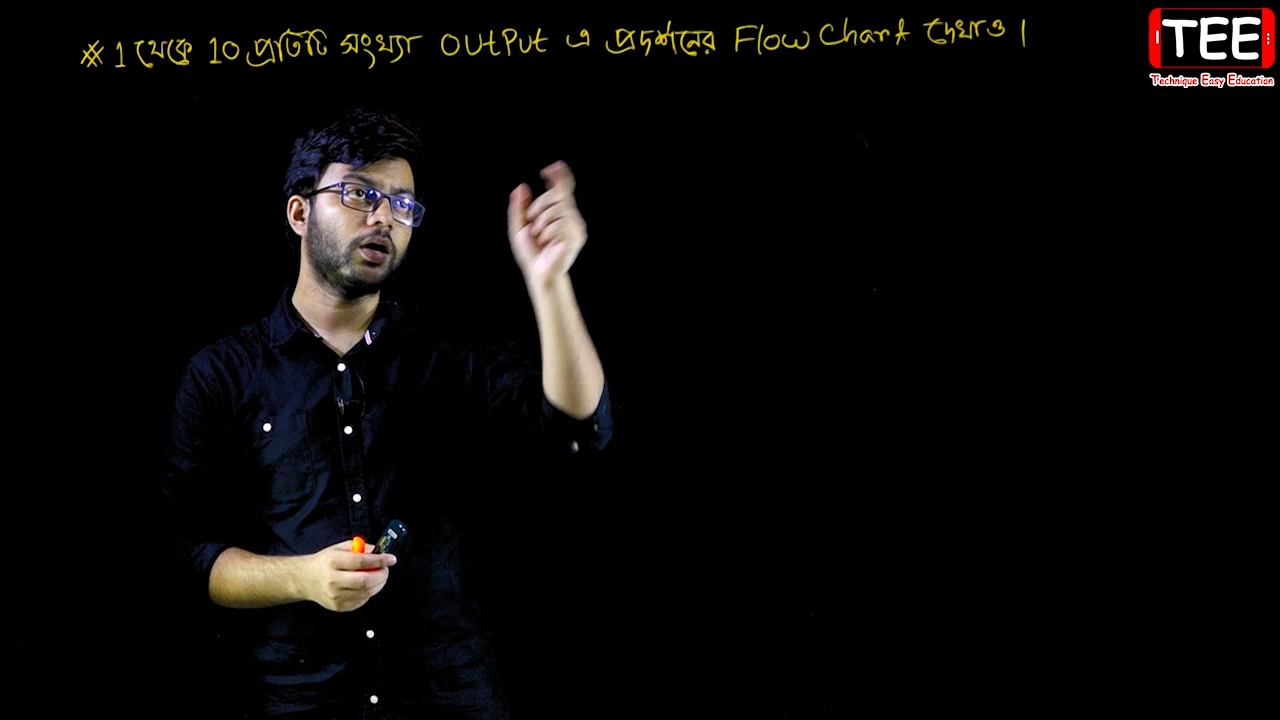 # 1 থেকে 10 প্রতিটি সংখ্যা OUTPUT এ প্রদর্শনের Flow Chart দেখাও।
TEE
Technique Easy Education